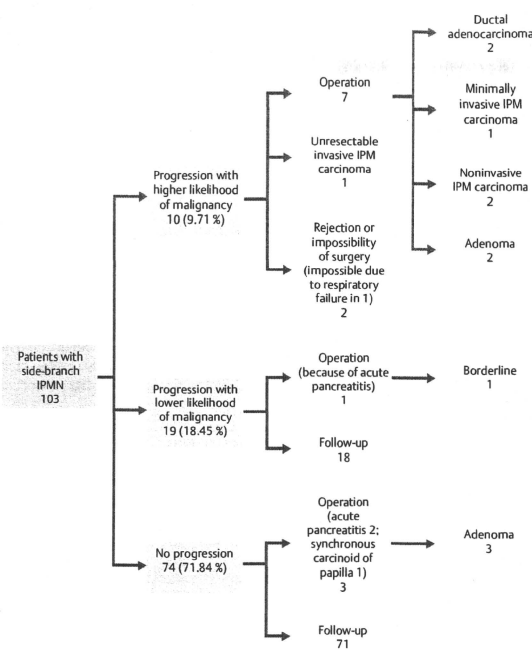 Patients with
side-branch
IPMN
103
Progression with
higher likelihood
of malignancy
10 (9.71 %)
Operation
7
Ductal
adenocarcinoma
2
Minimally
invasive IPM
carcinoma
1
Noninvasive
IPM carcinoma
2
Adenoma
2
Unresectable
invasive IPM
carcinoma
1
Rejection or
impossibility
of surgery
(impossible due
to respiratory
failure in 1)
2
Progression with
lower likelihood
of malignancy
19 (18.45 %)
Operation
(because of acute
pancreatitis)
1
Borderline
1
Follow-up
18
No progression
74 (71.84 %)
Operation
(acute
pancreatitis 2;
synchronous
carcinoid of
papilla 1)
3
Adenoma
3
Follow-up
71